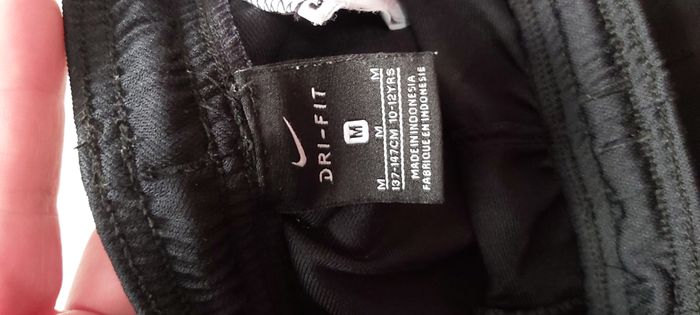 DRI-FIT
M
M
M
M
137-147CM 10-12YRS
MADE IN INDONESIA
FABRIQUE EN INDONESIE